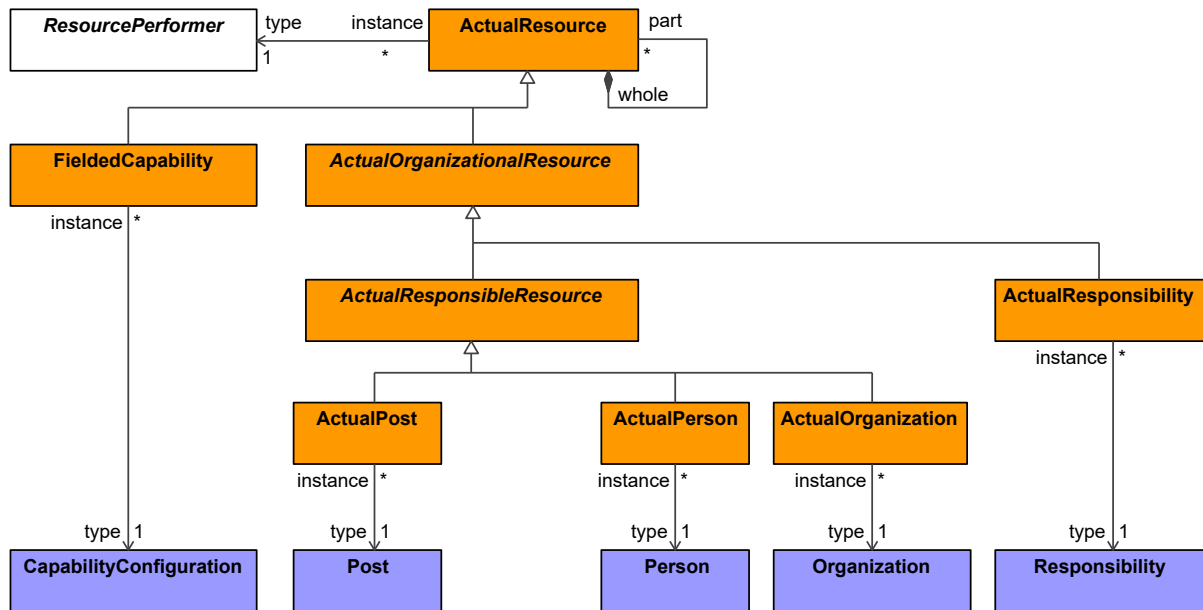 ResourcePerformer
type
1
instance
*
ActualResource
part
*
whole
FieldedCapability
ActualOrganizationalResource
instance *
ActualResponsibleResource
ActualResponsibility
instance *
ActualPost
ActualPerson
ActualOrganization
instance *
instance *
instance *
type 1
type 1
type 1
type 1
type 1
CapabilityConfiguration
Post
Person
Organization
Responsibility